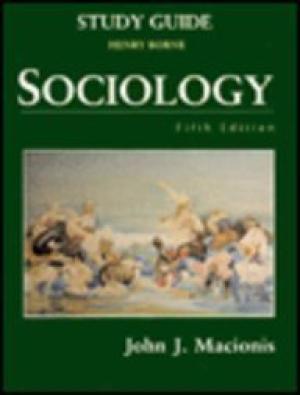 STUDY GUIDE
HENRY BORNE
SOCIOLOGY
Fifth Edition
John J. Macionis